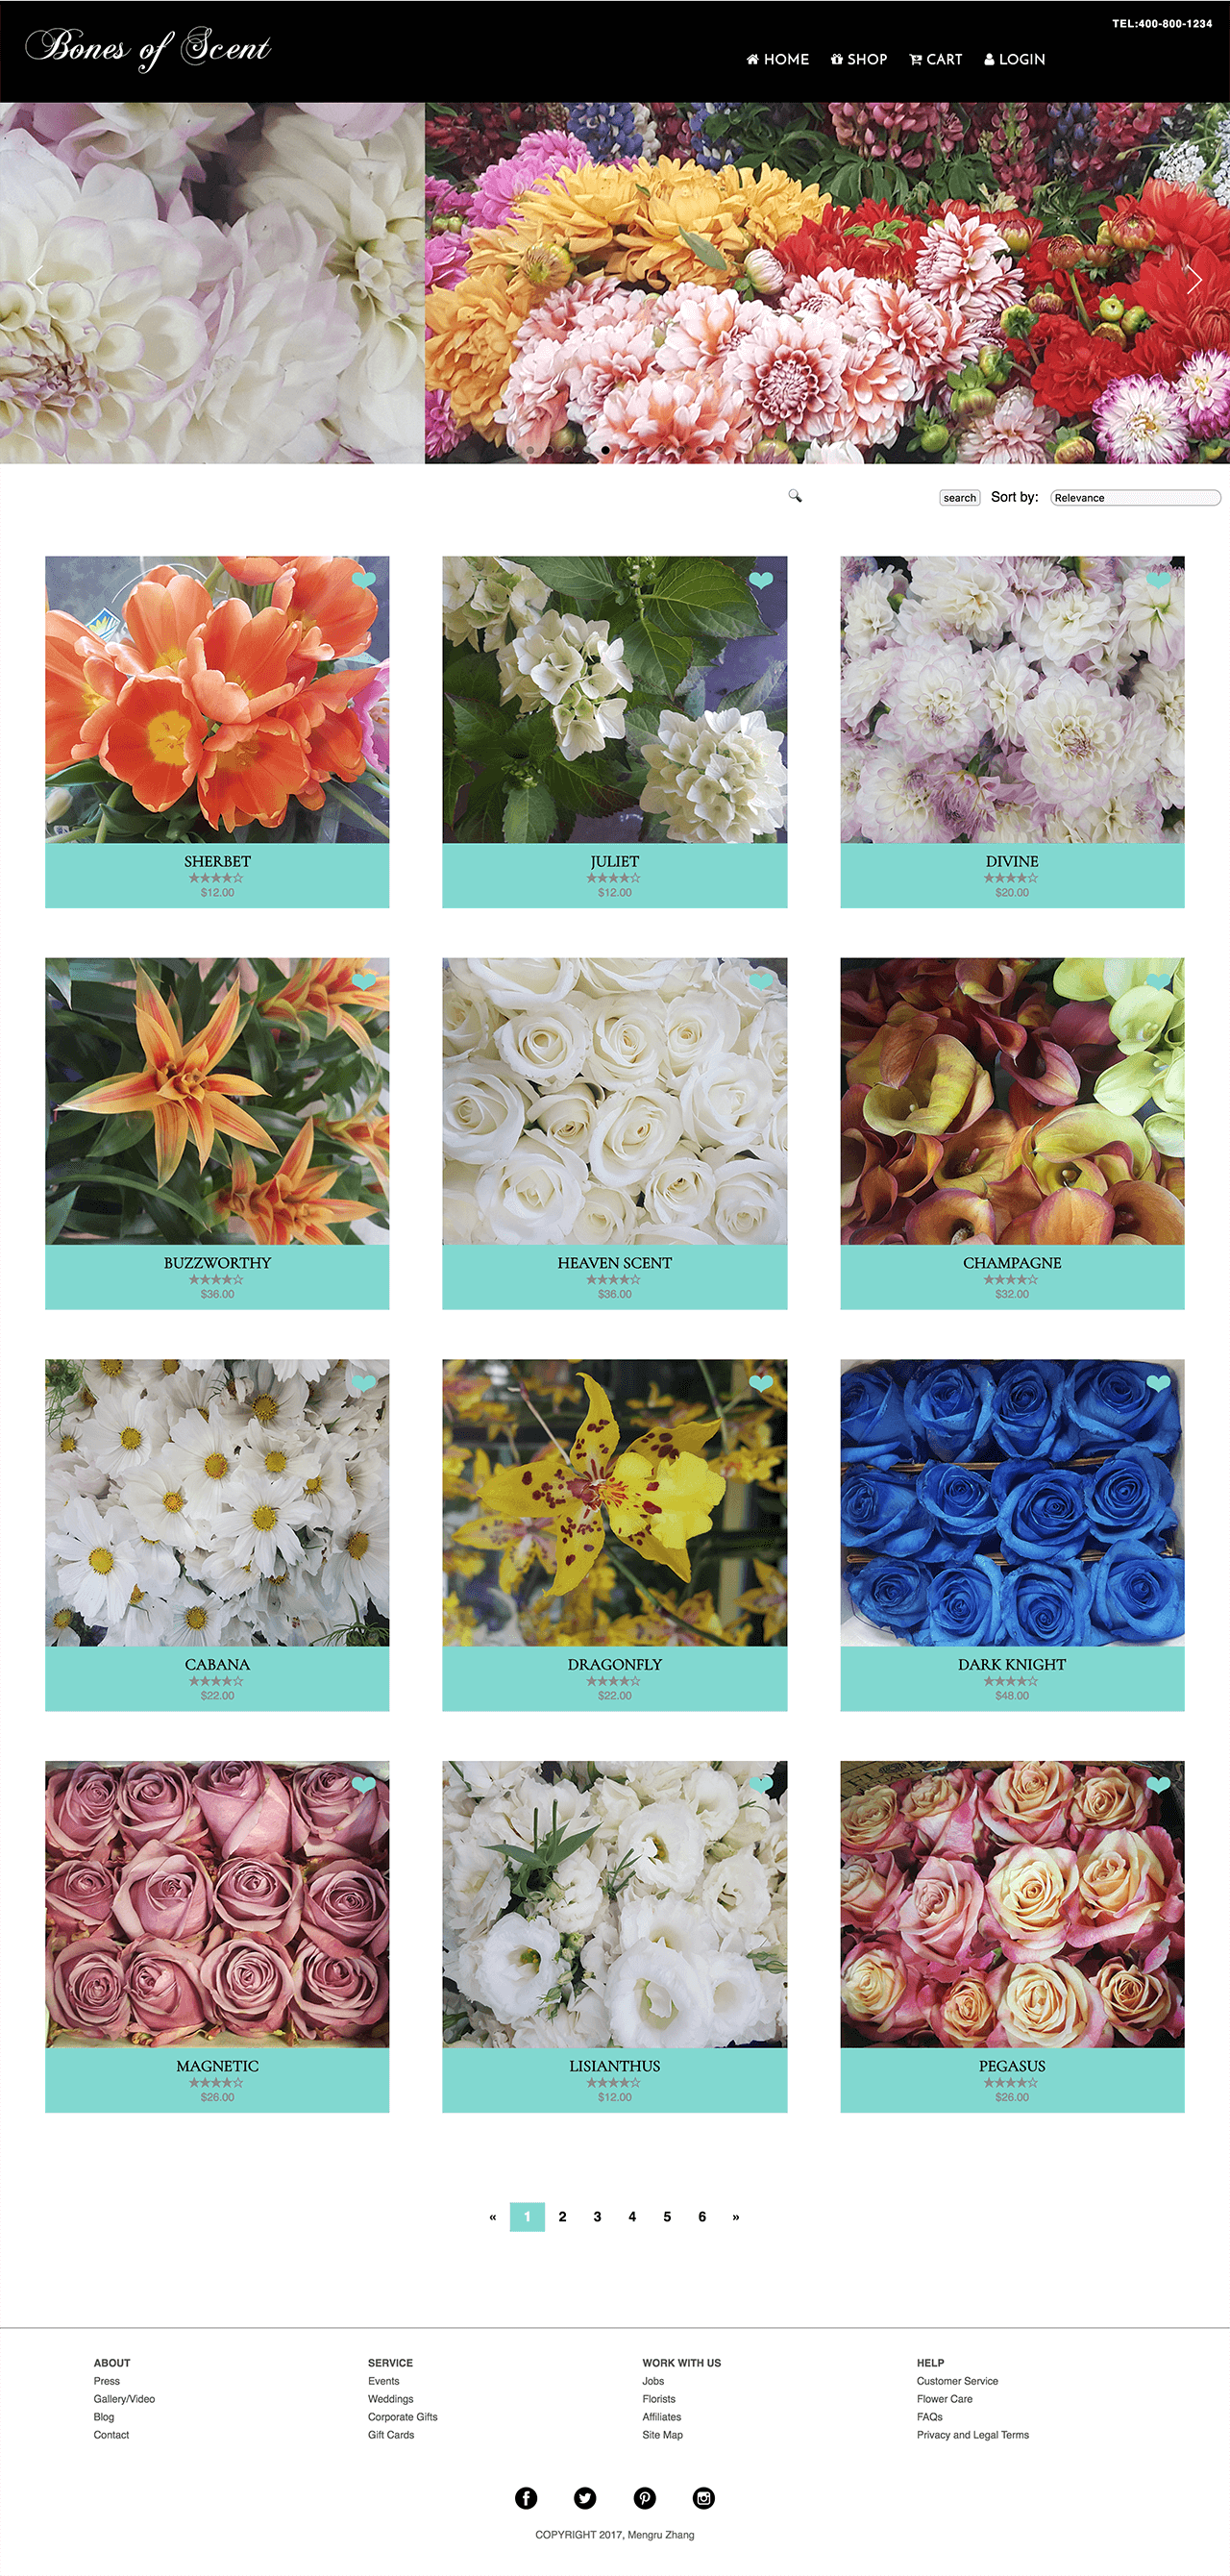 TEL:400-800-1234
Bones of Scent
HOME SHOP CART LOGIN
search Sort by: Relevance
SHERBET
★★★★☆
$12.00
JULIET
★★★★☆
$12.00
DIVINE
★★★★☆
$20.00
BUZZWORTHY
★★★★☆
$36.00
HEAVEN SCENT
★★★★☆
$36.00
CHAMPAGNE
★★★★☆
$32.00
CABANA
★★★★☆
$22.00
DRAGONFLY
★★★★☆
$22.00
DARK KNIGHT
★★★★☆
$48.00
MAGNETIC
★★★★☆
$26.00
LISIANTHUS
★★★★☆
$12.00
PEGASUS
★★★★☆
$26.00
« 1 2 3 4 5 6 »
ABOUT
Press
Gallery/Video
Blog
Contact
SERVICE
Events
Weddings
Corporate Gifts
Gift Cards
WORK WITH US
Jobs
Florists
Affiliates
Site Map
HELP
Customer Service
Flower Care
FAQs
Privacy and Legal Terms
COPYRIGHT 2017, Mengru Zhang